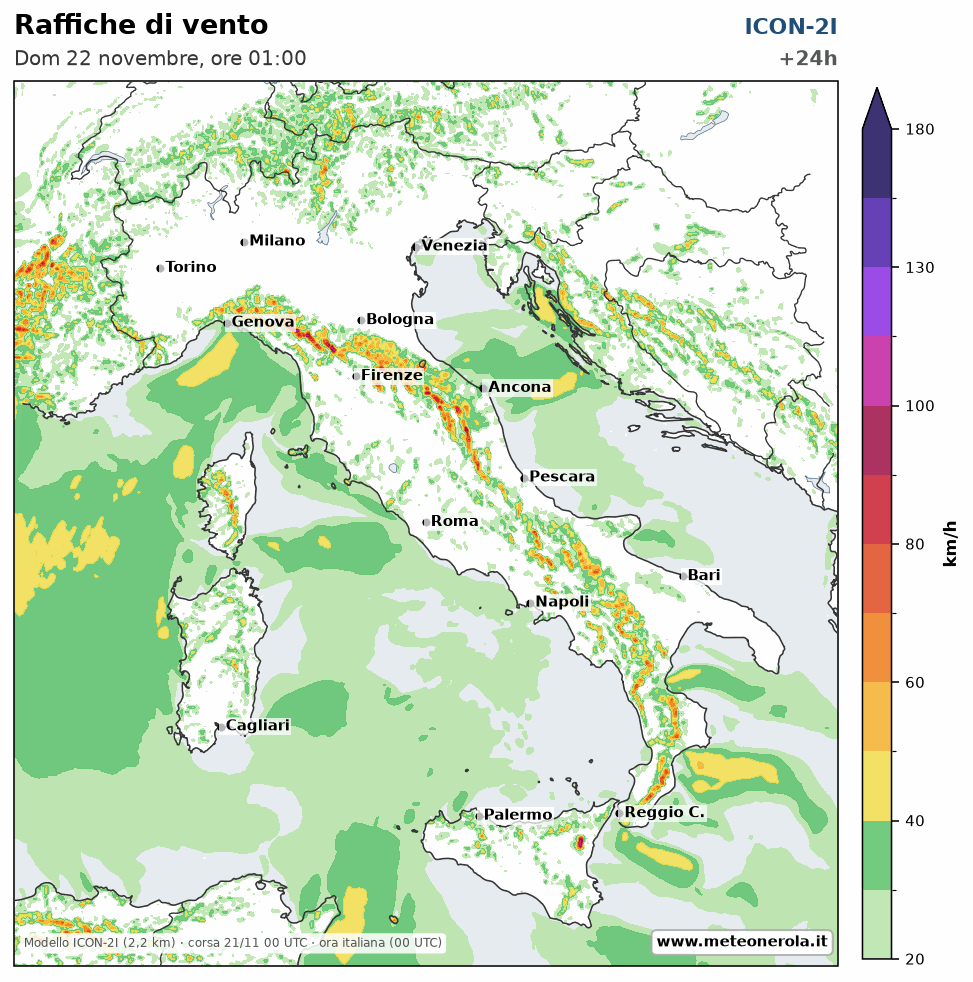 Raffiche di vento
ICON-2I
Dom 22 novembre, ore 01:00
+24h
180
130
100
80
60
40
20
km/h
Milano
Venezia
Torino
Genova
Bologna
Firenze
Ancona
Pescara
Roma
Bari
Napoli
Cagliari
Palermo
Reggio C.
Modello ICON-2I (2,2 km) · corsa 21/11 00 UTC · ora italiana (00 UTC)
www.meteonerola.it